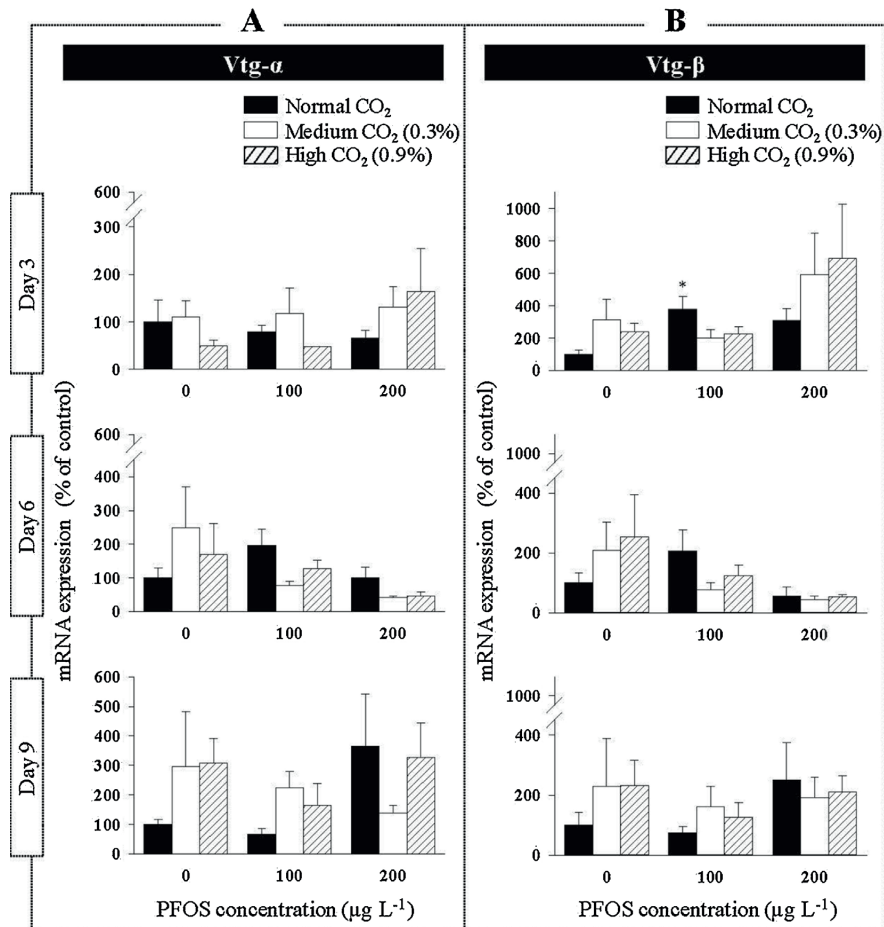 A
B
Vtg-α
Vtg-β
Normal CO₂
Medium CO₂ (0.3%)
High CO₂ (0.9%)
Normal CO₂
Medium CO₂ (0.3%)
High CO₂ (0.9%)
Day 3
Day 6
Day 9
mRNA expression (% of control)
mRNA expression (% of control)
600
300
200
100
0
0 100 200
1000
800
600
400
200
0
*
0 100 200
600
400
300
200
100
0
0 100 200
1000
400
200
0
0 100 200
600
500
400
300
200
100
0
0 100 200
1000
400
200
0
0 100 200
PFOS concentration (µg L⁻¹)
PFOS concentration (µg L⁻¹)